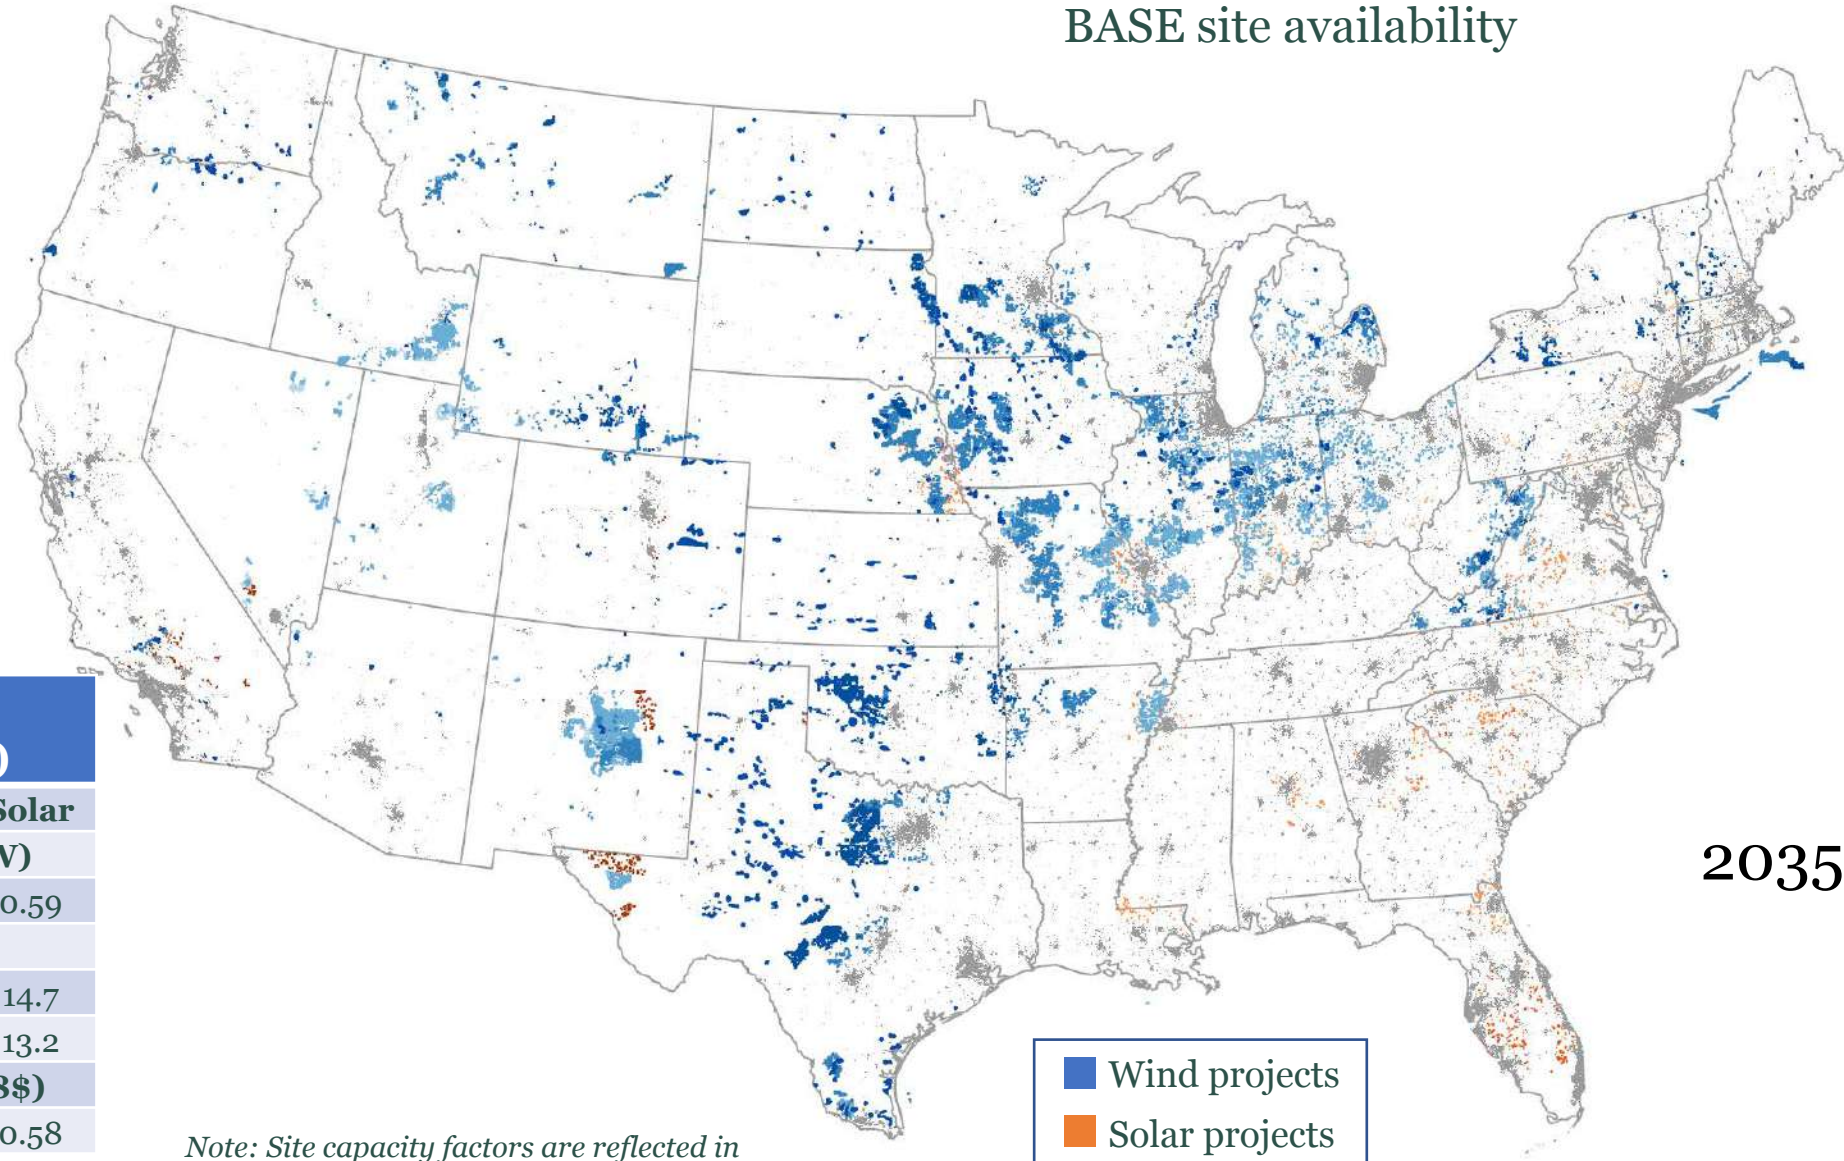 BASE site availability
)
Solar
W)
0.59
14.7
13.2
B$)
0.58
2035
Wind projects
Solar projects
Note: Site capacity factors are reflected in